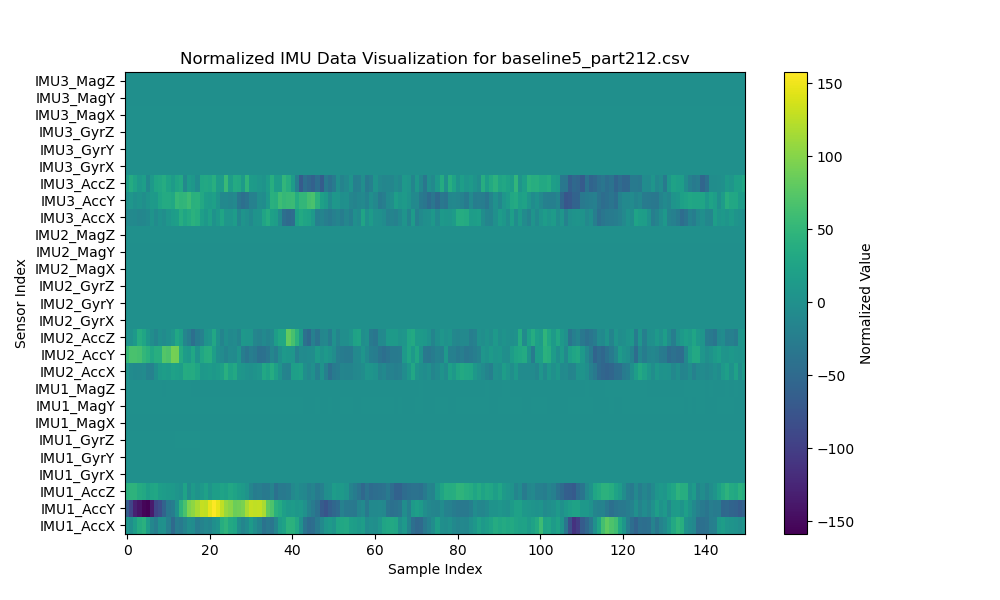 Normalized IMU Data Visualization for baseline5_part212.csv
IMU3_MagZ
IMU3_MagY
IMU3_MagX
IMU3_GyrZ
IMU3_GyrY
IMU3_GyrX
IMU3_AccZ
IMU3_AccY
IMU3_AccX
IMU2_MagZ
IMU2_MagY
IMU2_MagX
IMU2_GyrZ
IMU2_GyrY
IMU2_GyrX
IMU2_AccZ
IMU2_AccY
IMU2_AccX
IMU1_MagZ
IMU1_MagY
IMU1_MagX
IMU1_GyrZ
IMU1_GyrY
IMU1_GyrX
IMU1_AccZ
IMU1_AccY
IMU1_AccX
Sensor Index
0 20 40 60 80 100 120 140
Sample Index
150
100
50
0
−50
−100
−150
Normalized Value